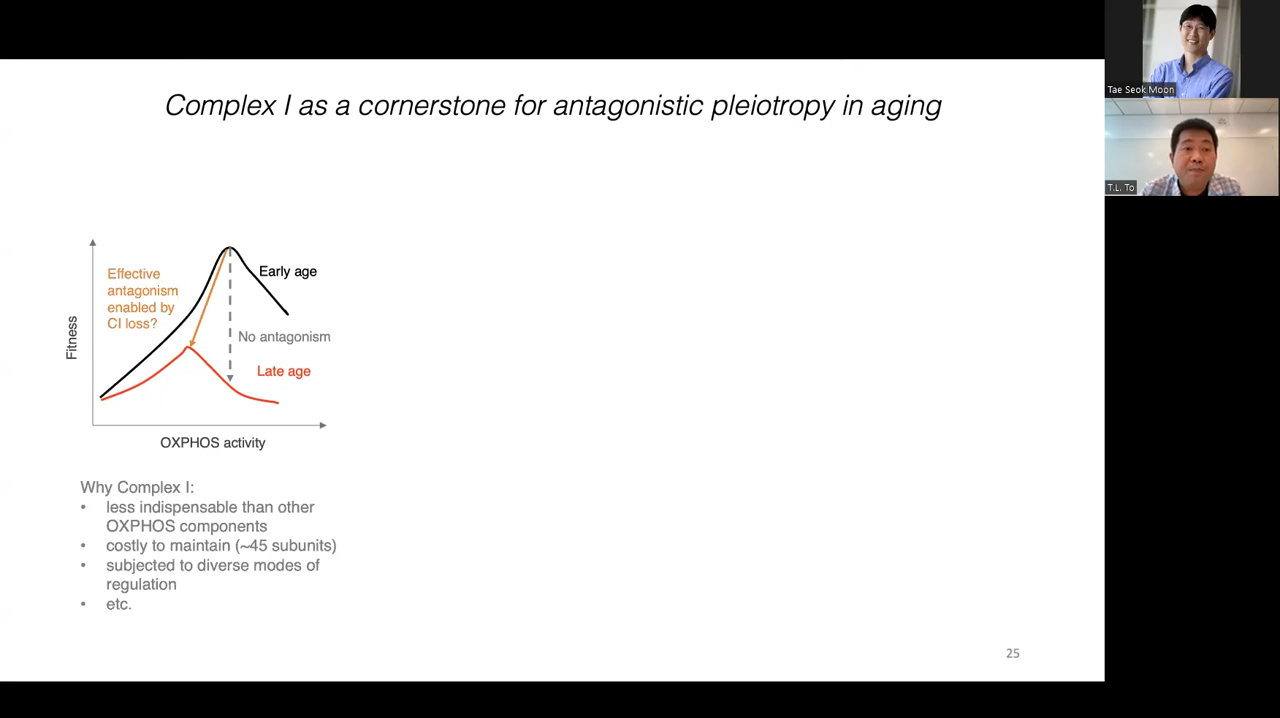 Complex I as a cornerstone for antagonistic pleiotropy in aging
Tae Seok Moon
T.L. To
Effective
antagonism
enabled by
CI loss?
Early age
No antagonism
Late age
Fitness
OXPHOS activity
Why Complex I:
• less indispensable than other
OXPHOS components
• costly to maintain (~45 subunits)
• subjected to diverse modes of
regulation
• etc.
25